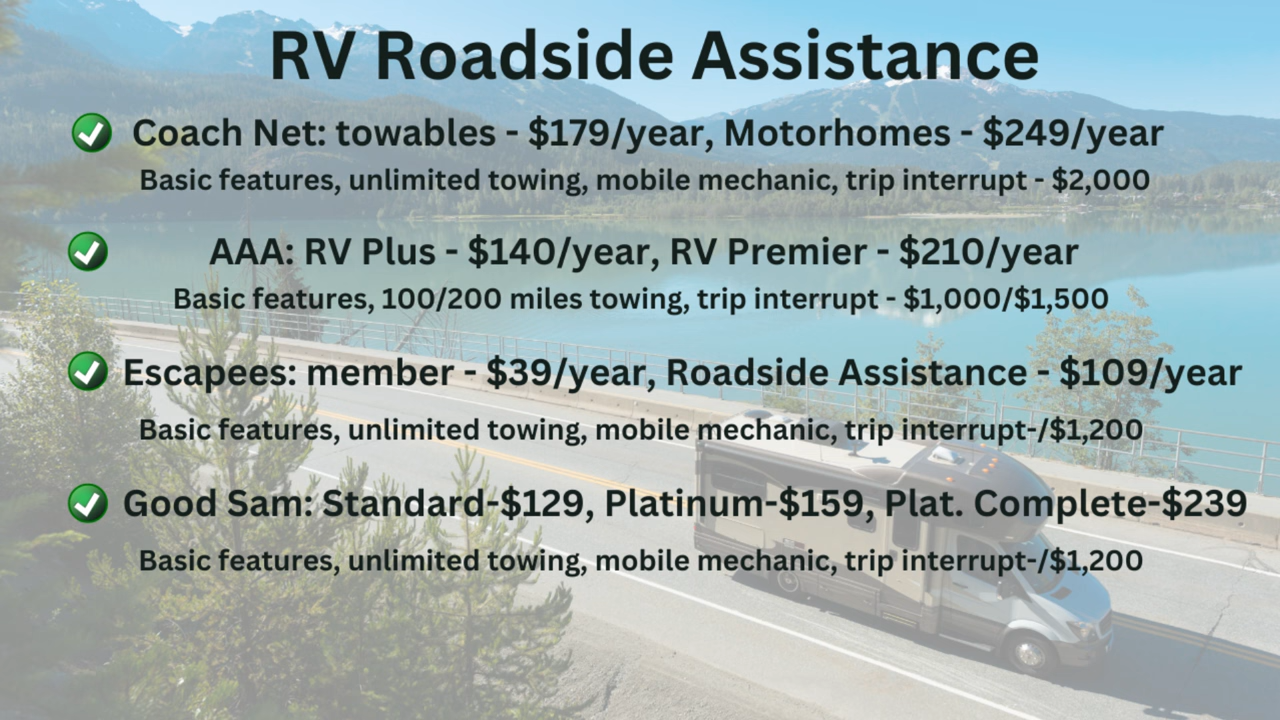 RV Roadside Assistance
Coach Net: towables - $179/year, Motorhomes - $249/year
Basic features, unlimited towing, mobile mechanic, trip interrupt - $2,000
AAA: RV Plus - $140/year, RV Premier - $210/year
Basic features, 100/200 miles towing, trip interrupt - $1,000/$1,500
Escapees: member - $39/year, Roadside Assistance - $109/year
Basic features, unlimited towing, mobile mechanic, trip interrupt-/$1,200
Good Sam: Standard-$129, Platinum-$159, Plat. Complete-$239
Basic features, unlimited towing, mobile mechanic, trip interrupt-/$1,200